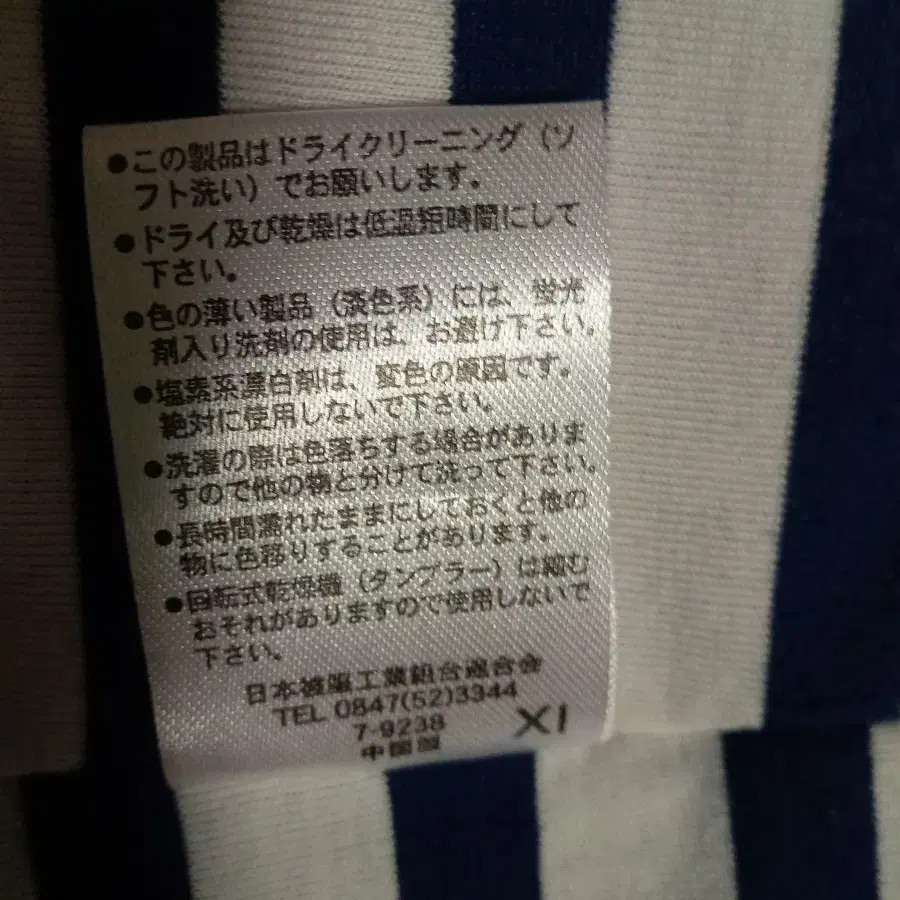 ●この製品はドライクリーニング（ソ
フト洗い）でお願いします。
●ドライ及び乾燥は低温短時間にして
下さい。
●色の薄い製品（淡色系）には、蛍光
剤入り洗剤の使用は、お避け下さい。
●塩素系漂白剤は、変色の原因です。
絶対に使用しないで下さい。
●洗濯の際は色落ちする場合がありま
すので他の物と分けて洗って下さい。
●長時間濡れたままにしておくと他の
物に色移りすることがあります。
●回転式乾燥機（タンブラー）は縮む
おそれがありますので使用しないで
下さい。
日本被服工業組合連合会
TEL 0847(52)3344
7-9238 XI
中国製